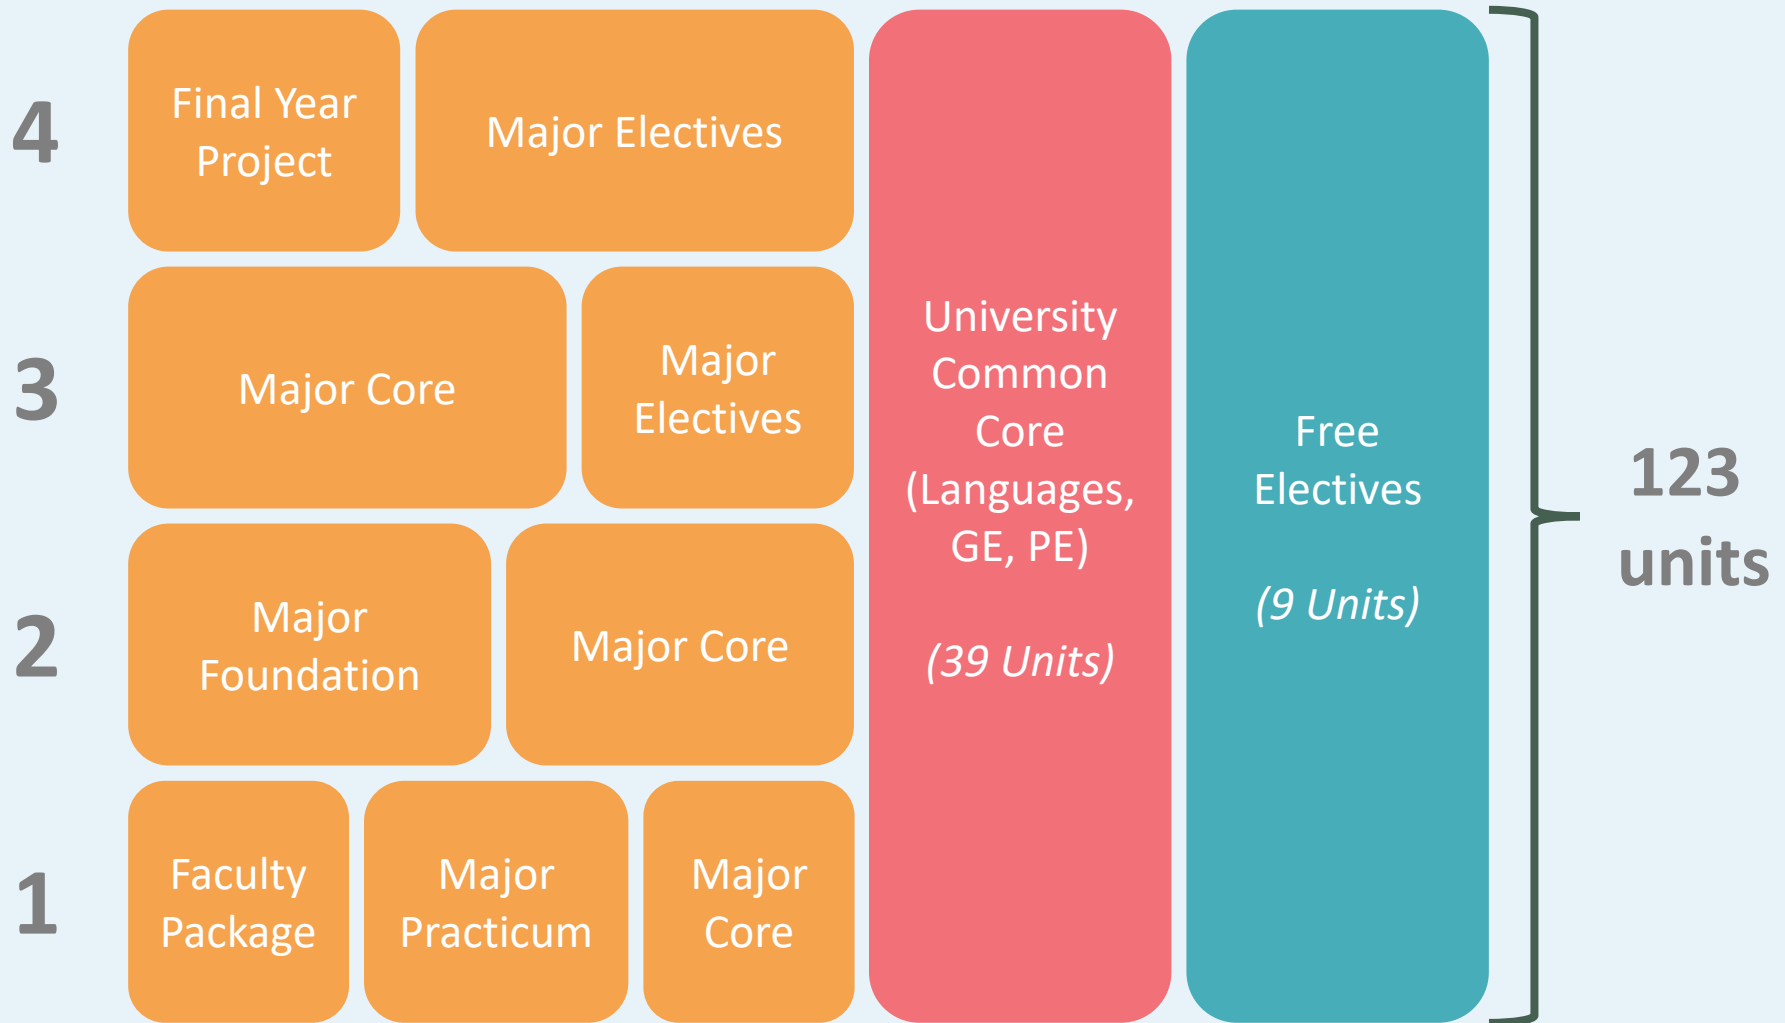 4
Final Year
Project
Major Electives
3
Major Core
Major
Electives
2
Major
Foundation
Major Core
1
Faculty
Package
Major
Practicum
Major
Core
University
Common
Core
(Languages,
GE, PE)
(39 Units)
Free
Electives
(9 Units)
123
units